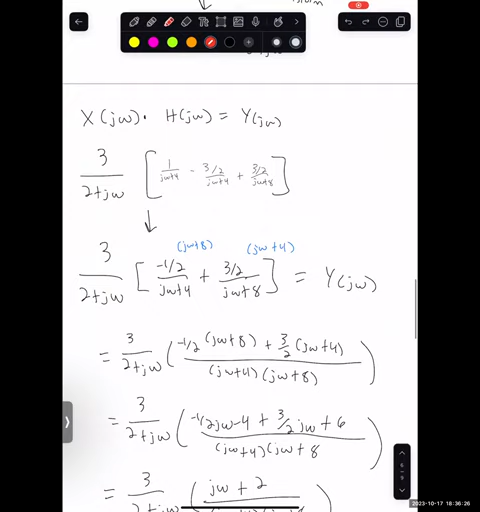 X(jω)· H(jω) = Y(jω)
3/(2+jω) [ 1/(jω+4) - (3/2)/(jω+4) + (3/2)/(jω+8) ]
↓
(jω+8) (jω+4)
3/(2+jω) [ (-1/2)/(jω+4) + (3/2)/(jω+8) ] = Y(jω)
= 3/(2+jω) ( (-1/2 (jω+8) + 3/2 (jω+4)) / ((jω+4)(jω+8)) )
= 3/(2+jω) ( (-1/2jω-4 + 3/2 jω + 6) / ((jω+4)(jω+8 )
= 3/(2+jω) ( jω + 2 )
2023-10-17 18:36:26